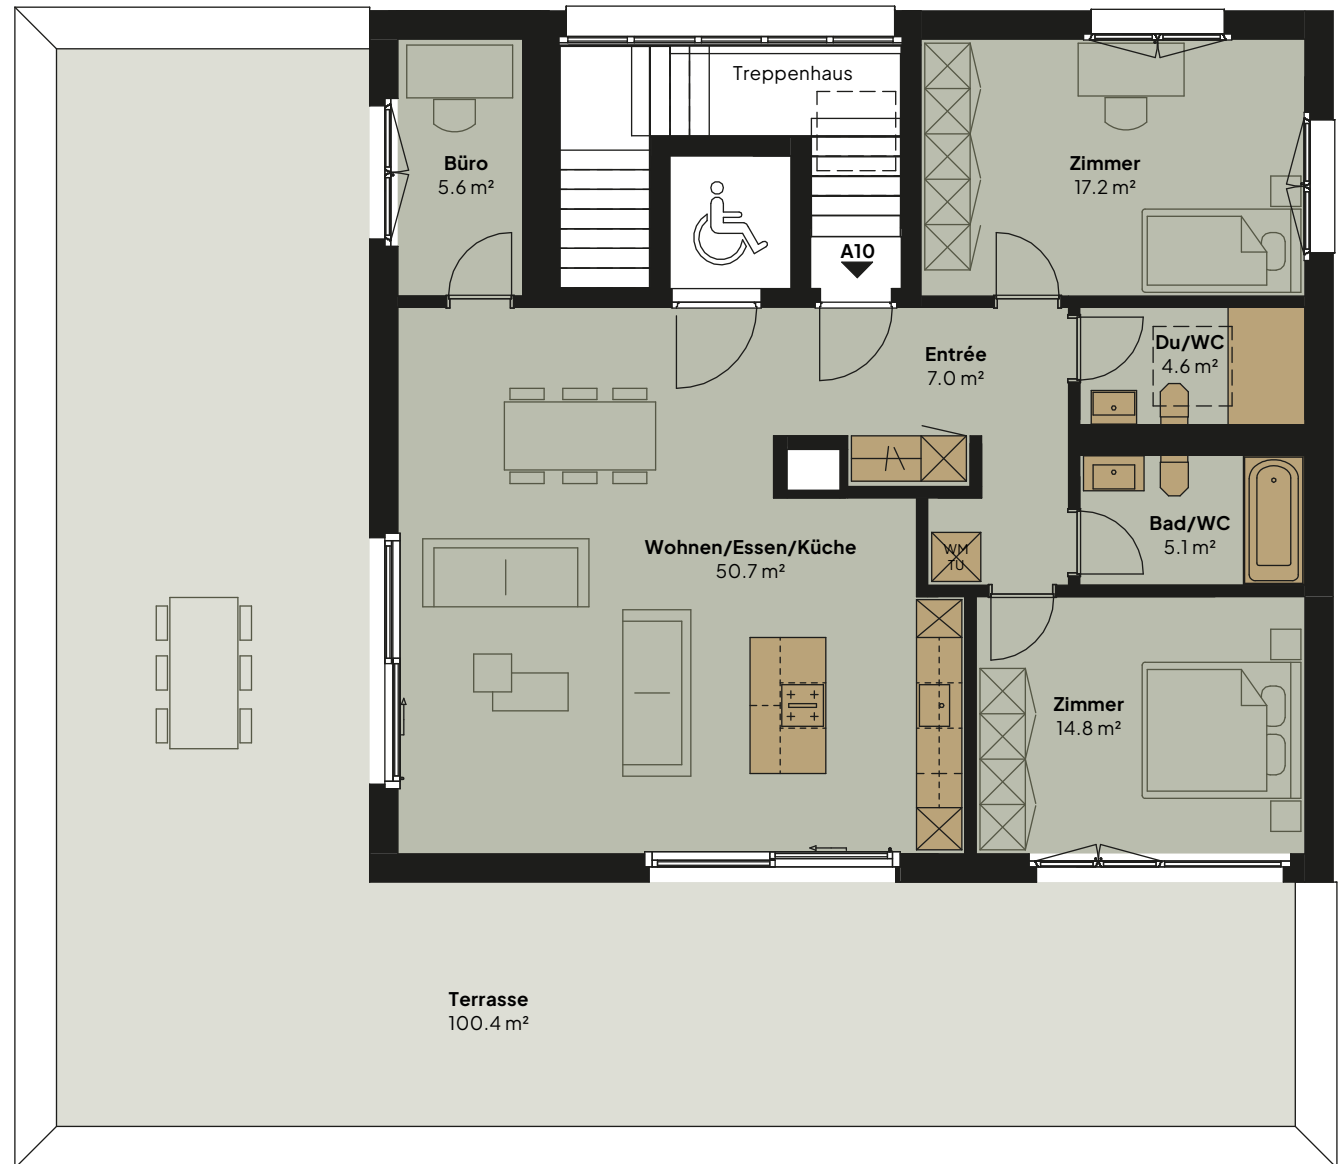 Treppenhaus
Büro
5.6 m²
Zimmer
17.2 m²
A10
Entrée
7.0 m²
Du/WC
4.6 m²
Bad/WC
5.1 m²
Wohnen/Essen/Küche
50.7 m²
WM
TU
Zimmer
14.8 m²
Terrasse
100.4 m²